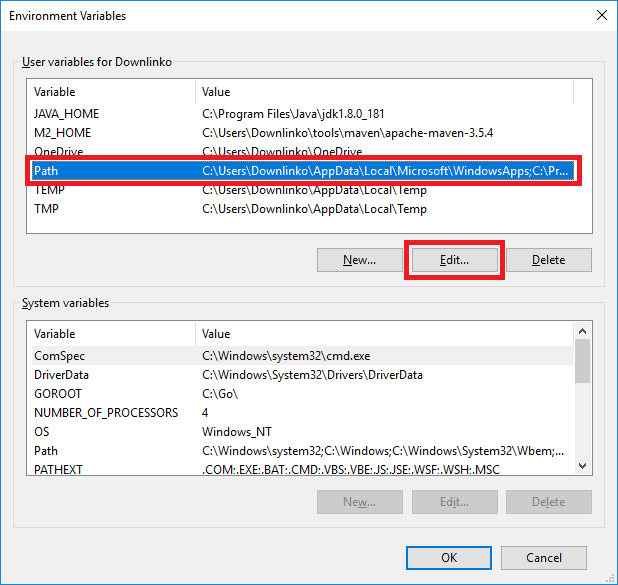 Environment Variables
User variables for Downlinko
Variable Value
JAVA_HOME C:\Program Files\Java\jdk1.8.0_181
M2_HOME C:\Users\Downlinko\tools\maven\apache-maven-3.5.4
OneDrive C:\Users\Downlinko\OneDrive
Path C:\Users\Downlinko\AppData\Local\Microsoft\WindowsApps;C:\Pr...
TEMP C:\Users\Downlinko\AppData\Local\Temp
TMP C:\Users\Downlinko\AppData\Local\Temp
New... Edit... Delete
System variables
Variable Value
ComSpec C:\Windows\system32\cmd.exe
DriverData C:\Windows\System32\Drivers\DriverData
GOROOT C:\Go\
NUMBER_OF_PROCESSORS 4
OS Windows_NT
Path C:\Windows\system32;C:\Windows;C:\Windows\System32\Wbem;...
PATHEXT .COM;.EXE;.BAT;.CMD;.VBS;.VBE;.JS;.JSE;.WSF;.WSH;.MSC
New... Edit... Delete
OK Cancel